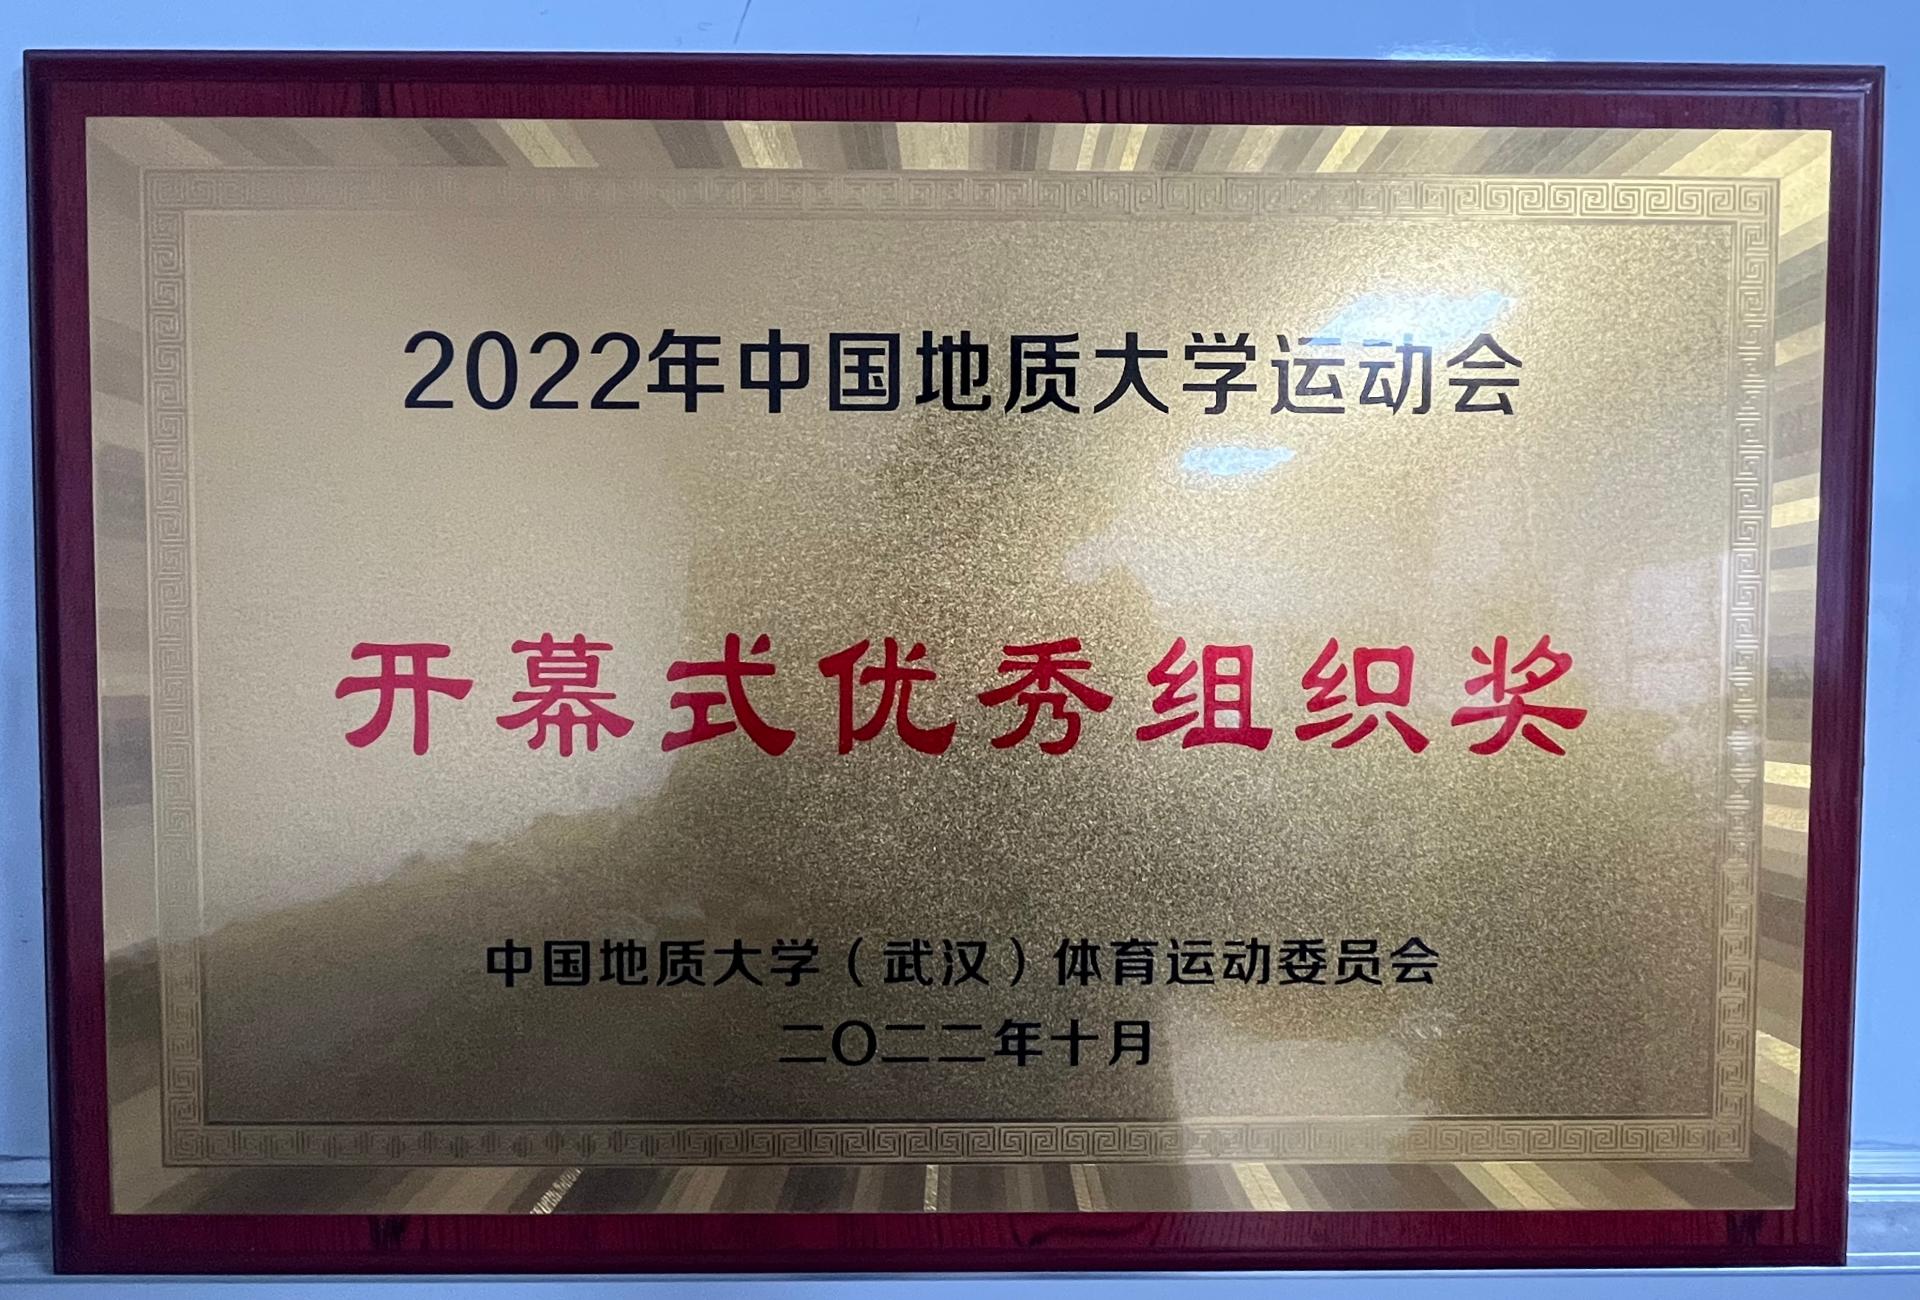 2022年中国地质大学运动会
开幕式优秀组织奖
中国地质大学（武汉）体育运动委员会
二〇二二年十月